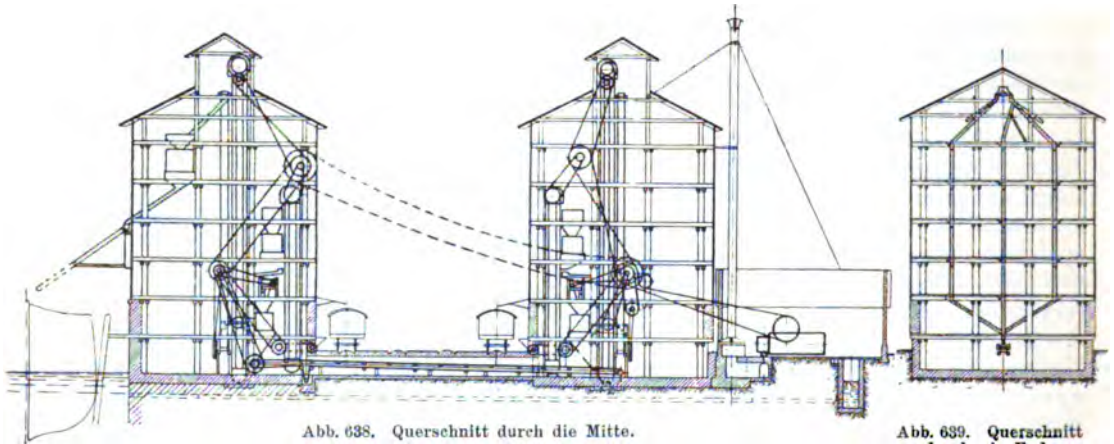 Abb. 638. Querschnitt durch die Mitte.
Abb. 639. Querschnitt